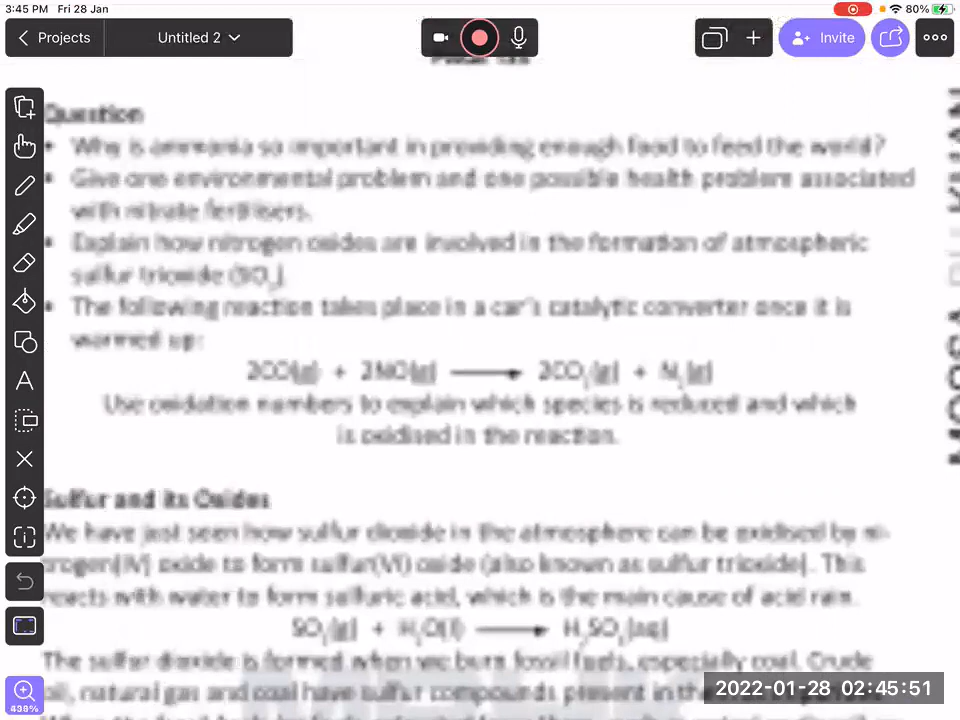 3:45 PM Fri 28 Jan
80%
Projects
Untitled 2
Invite
Question
• Why is ammonia so important in providing enough food to feed the world?
• Give one environmental problem and one possible health problem associated
with nitrate fertilisers.
• Explain how nitrogen oxides are involved in the formation of atmospheric
sulfur trioxide (SO₃).
• The following reaction takes place in a car's catalytic converter once it is
warmed up:
2CO(g) + 2NO(g) ⟶ 2CO₂(g) + N₂(g)
Use oxidation numbers to explain which species is reduced and which
is oxidised in the reaction.
Sulfur and its Oxides
We have just seen how sulfur dioxide in the atmosphere can be oxidised by ni-
trogen(IV) oxide to form sulfur(VI) oxide (also known as sulfur trioxide). This
reacts with water to form sulfuric acid, which is the main cause of acid rain.
SO₃(g) + H₂O(l) ⟶ H₂SO₄(aq)
The sulfur dioxide is formed when we burn fossil fuels, especially coal. Crude
oil, natural gas and coal have sulfur compounds present in the
A
438%
2022-01-28 02:45:51